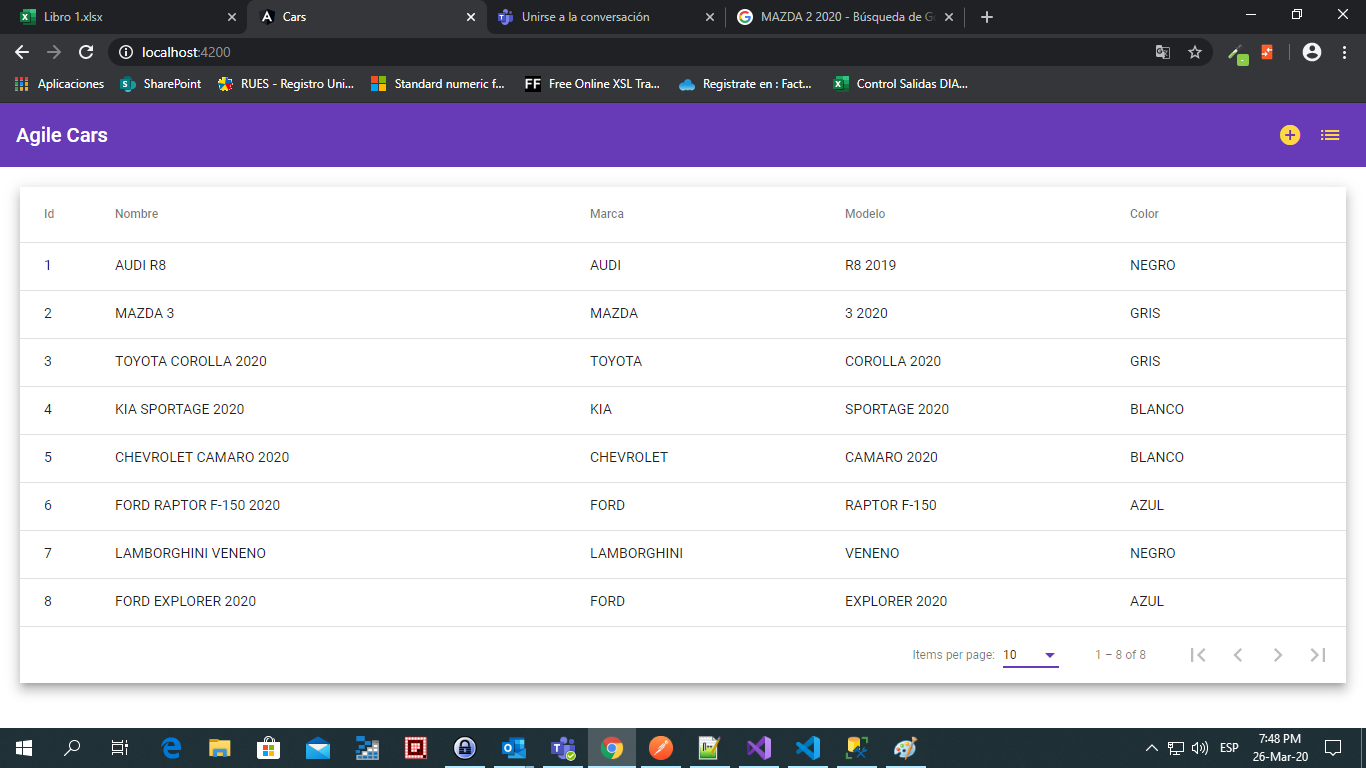 Libro 1.xlsx
Cars
Unirse a la conversación
MAZDA 2 2020 - Búsqueda de G
localhost:4200
Aplicaciones
SharePoint
RUES - Registro Uni...
Standard numeric f...
FF
Free Online XSL Tra...
Registrate en : Fact...
Control Salidas DIA...
Agile Cars
Id Nombre Marca Modelo Color
1 AUDI R8 AUDI R8 2019 NEGRO
2 MAZDA 3 MAZDA 3 2020 GRIS
3 TOYOTA COROLLA 2020 TOYOTA COROLLA 2020 GRIS
4 KIA SPORTAGE 2020 KIA SPORTAGE 2020 BLANCO
5 CHEVROLET CAMARO 2020 CHEVROLET CAMARO 2020 BLANCO
6 FORD RAPTOR F-150 2020 FORD RAPTOR F-150 AZUL
7 LAMBORGHINI VENENO LAMBORGHINI VENENO NEGRO
8 FORD EXPLORER 2020 FORD EXPLORER 2020 AZUL
Items per page: 10 1 – 8 of 8
ESP
7:48 PM
26-Mar-20